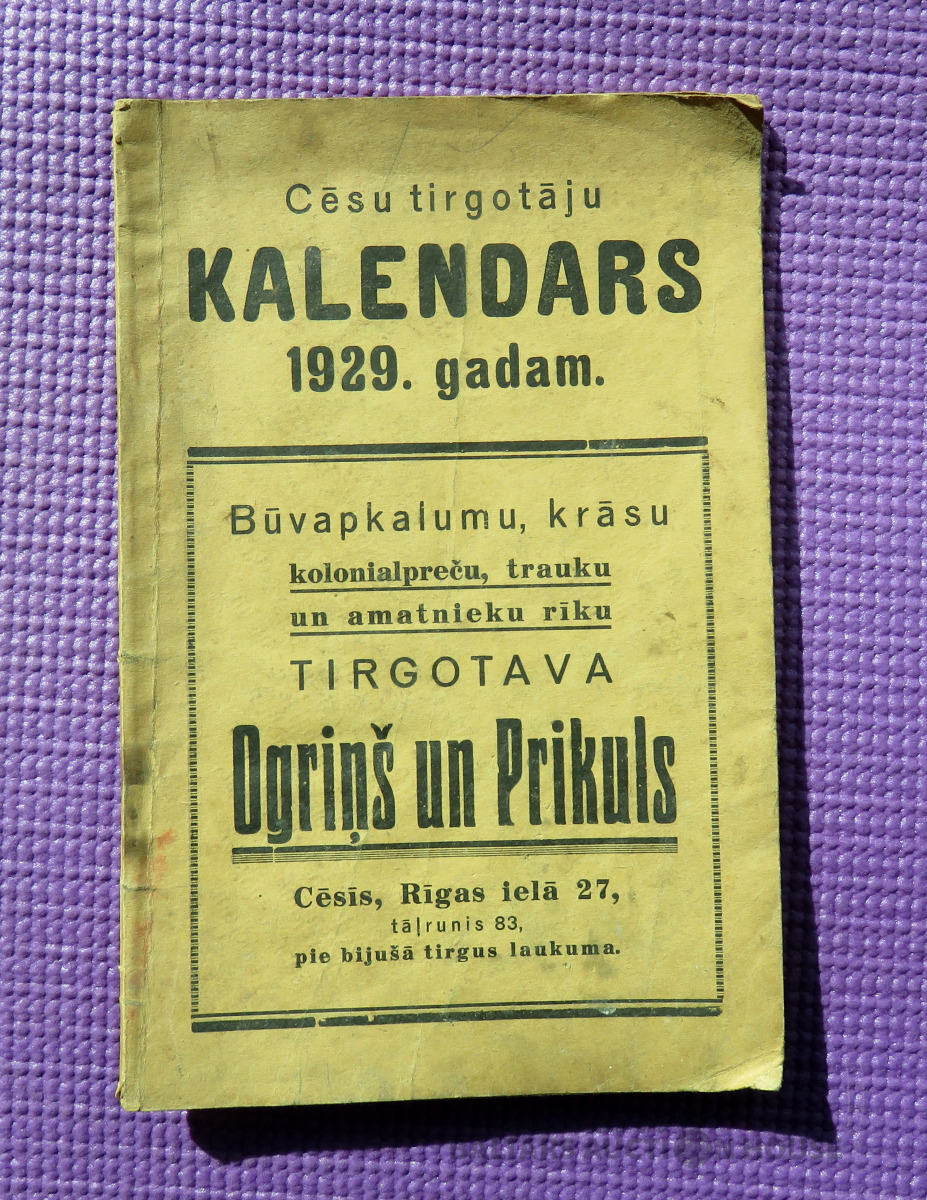 Cēsu tirgotāju
KALENDARS
1929. gadam.
Būvapkalumu, krāsu
kolonialpreču, trauku
un amatnieku rīku
TIRGOTAVA
Ogriņš un Prikuls
Cēsīs, Rīgas ielā 27,
tāļrunis 83,
pie bijušā tirgus laukuma.